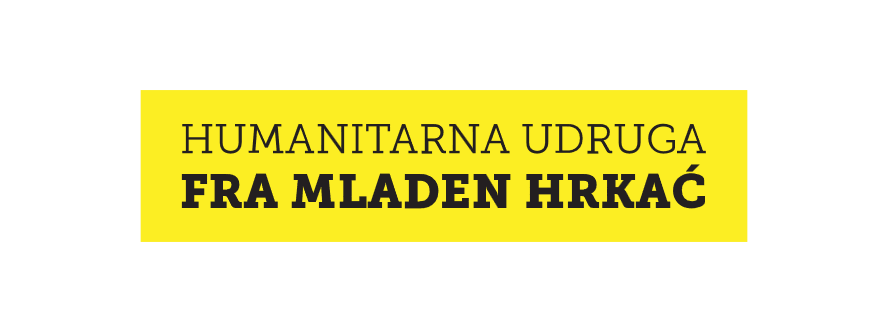 HUMANITARNA UDRUGA
FRA MLADEN HRKAĆ